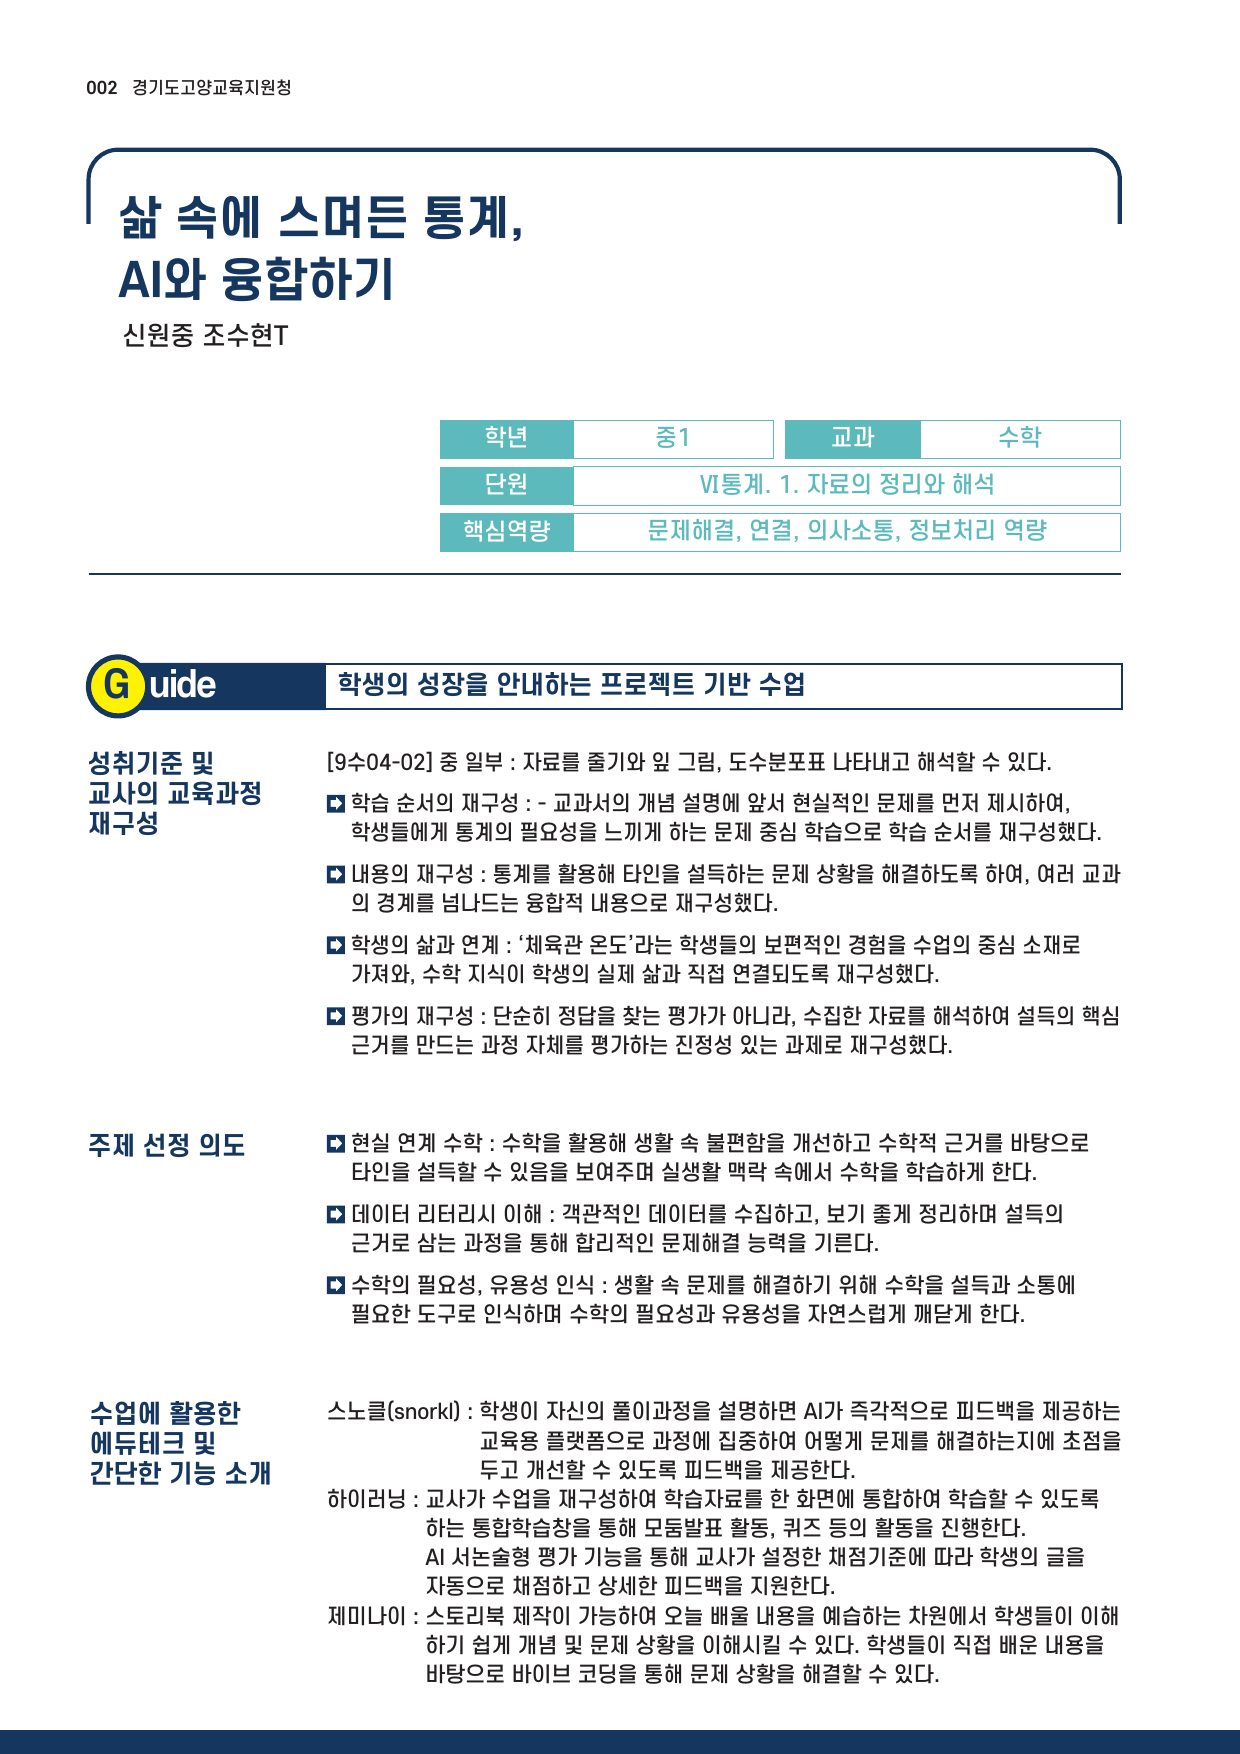 002 경기도고양교육지원청
삶 속에 스며든 통계,
AI와 융합하기
신원중 조수현T
학년 중1 교과 수학
단원 Ⅵ통계. 1. 자료의 정리와 해석
핵심역량 문제해결, 연결, 의사소통, 정보처리 역량
Guide 학생의 성장을 안내하는 프로젝트 기반 수업
성취기준 및
교사의 교육과정
재구성
[9수04-02] 중 일부 : 자료를 줄기와 잎 그림, 도수분포표 나타내고 해석할 수 있다.
학습 순서의 재구성 : - 교과서의 개념 설명에 앞서 현실적인 문제를 먼저 제시하여,
학생들에게 통계의 필요성을 느끼게 하는 문제 중심 학습으로 학습 순서를 재구성했다.
내용의 재구성 : 통계를 활용해 타인을 설득하는 문제 상황을 해결하도록 하여, 여러 교과
의 경계를 넘나드는 융합적 내용으로 재구성했다.
학생의 삶과 연계 : ‘체육관 온도’라는 학생들의 보편적인 경험을 수업의 중심 소재로
가져와, 수학 지식이 학생의 실제 삶과 직접 연결되도록 재구성했다.
평가의 재구성 : 단순히 정답을 찾는 평가가 아니라, 수집한 자료를 해석하여 설득의 핵심
근거를 만드는 과정 자체를 평가하는 진정성 있는 과제로 재구성했다.
주제 선정 의도
현실 연계 수학 : 수학을 활용해 생활 속 불편함을 개선하고 수학적 근거를 바탕으로
타인을 설득할 수 있음을 보여주며 실생활 맥락 속에서 수학을 학습하게 한다.
데이터 리터리시 이해 : 객관적인 데이터를 수집하고, 보기 좋게 정리하며 설득의
근거로 삼는 과정을 통해 합리적인 문제해결 능력을 기른다.
수학의 필요성, 유용성 인식 : 생활 속 문제를 해결하기 위해 수학을 설득과 소통에
필요한 도구로 인식하며 수학의 필요성과 유용성을 자연스럽게 깨닫게 한다.
수업에 활용한
에듀테크 및
간단한 기능 소개
스노클(snorkl) : 학생이 자신의 풀이과정을 설명하면 AI가 즉각적으로 피드백을 제공하는
교육용 플랫폼으로 과정에 집중하여 어떻게 문제를 해결하는지에 초점을
두고 개선할 수 있도록 피드백을 제공한다.
하이러닝 : 교사가 수업을 재구성하여 학습자료를 한 화면에 통합하여 학습할 수 있도록
하는 통합학습창을 통해 모둠발표 활동, 퀴즈 등의 활동을 진행한다.
AI 서논술형 평가 기능을 통해 교사가 설정한 채점기준에 따라 학생의 글을
자동으로 채점하고 상세한 피드백을 지원한다.
제미나이 : 스토리북 제작이 가능하여 오늘 배울 내용을 예습하는 차원에서 학생들이 이해
하기 쉽게 개념 및 문제 상황을 이해시킬 수 있다. 학생들이 직접 배운 내용을
바탕으로 바이브 코딩을 통해 문제 상황을 해결할 수 있다.